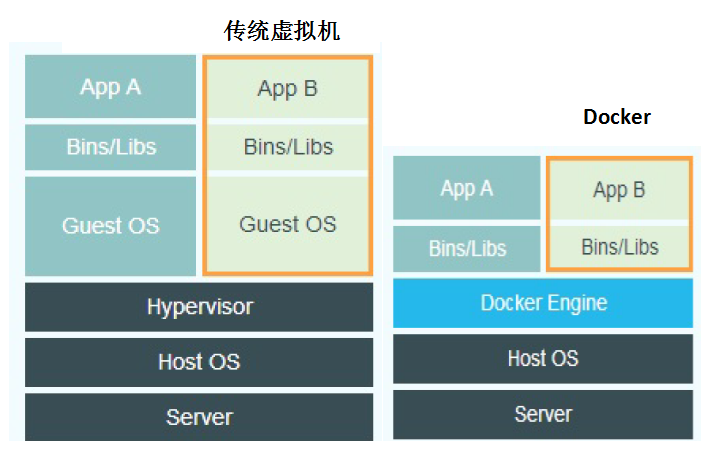 传统虚拟机
App A
App B
Bins/Libs
Bins/Libs
Guest OS
Guest OS
Hypervisor
Host OS
Server
Docker
App A
App B
Bins/Libs
Bins/Libs
Docker Engine
Host OS
Server